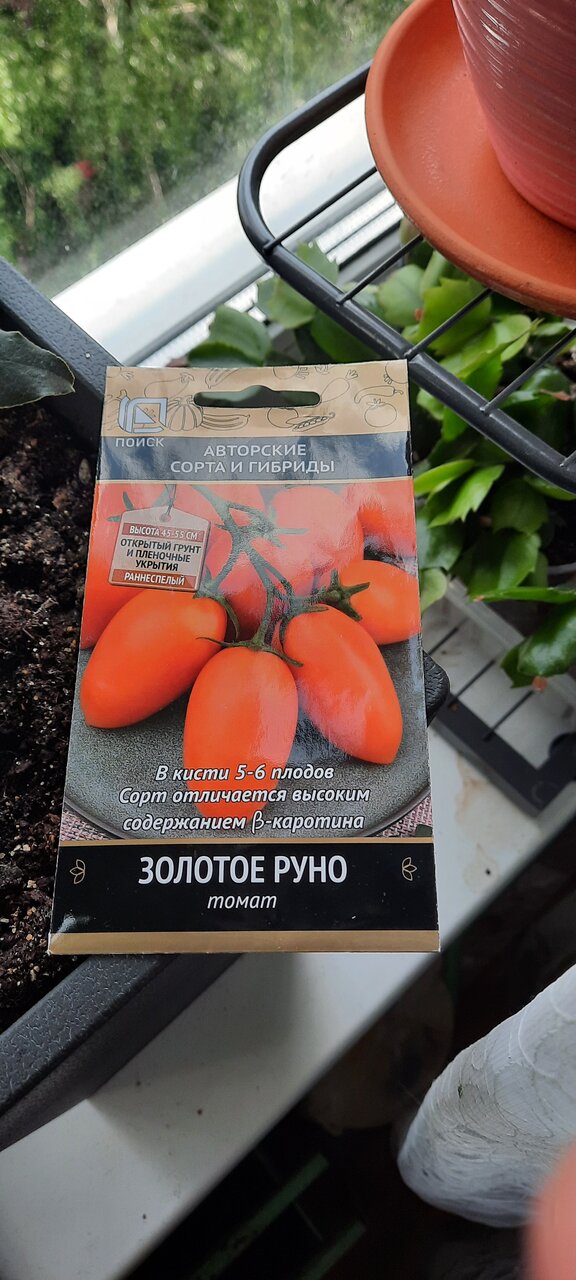 ПОИСК
АВТОРСКИЕ
СОРТА И ГИБРИДЫ
ВЫСОТА 45-55 СМ
ОТКРЫТЫЙ ГРУНТ
И ПЛЕНОЧНЫЕ
УКРЫТИЯ
РАННЕСПЕЛЫЙ
В кисти 5-6 плодов
Сорт отличается высоким
содержанием β-каротина
ЗОЛОТОЕ РУНО
томат